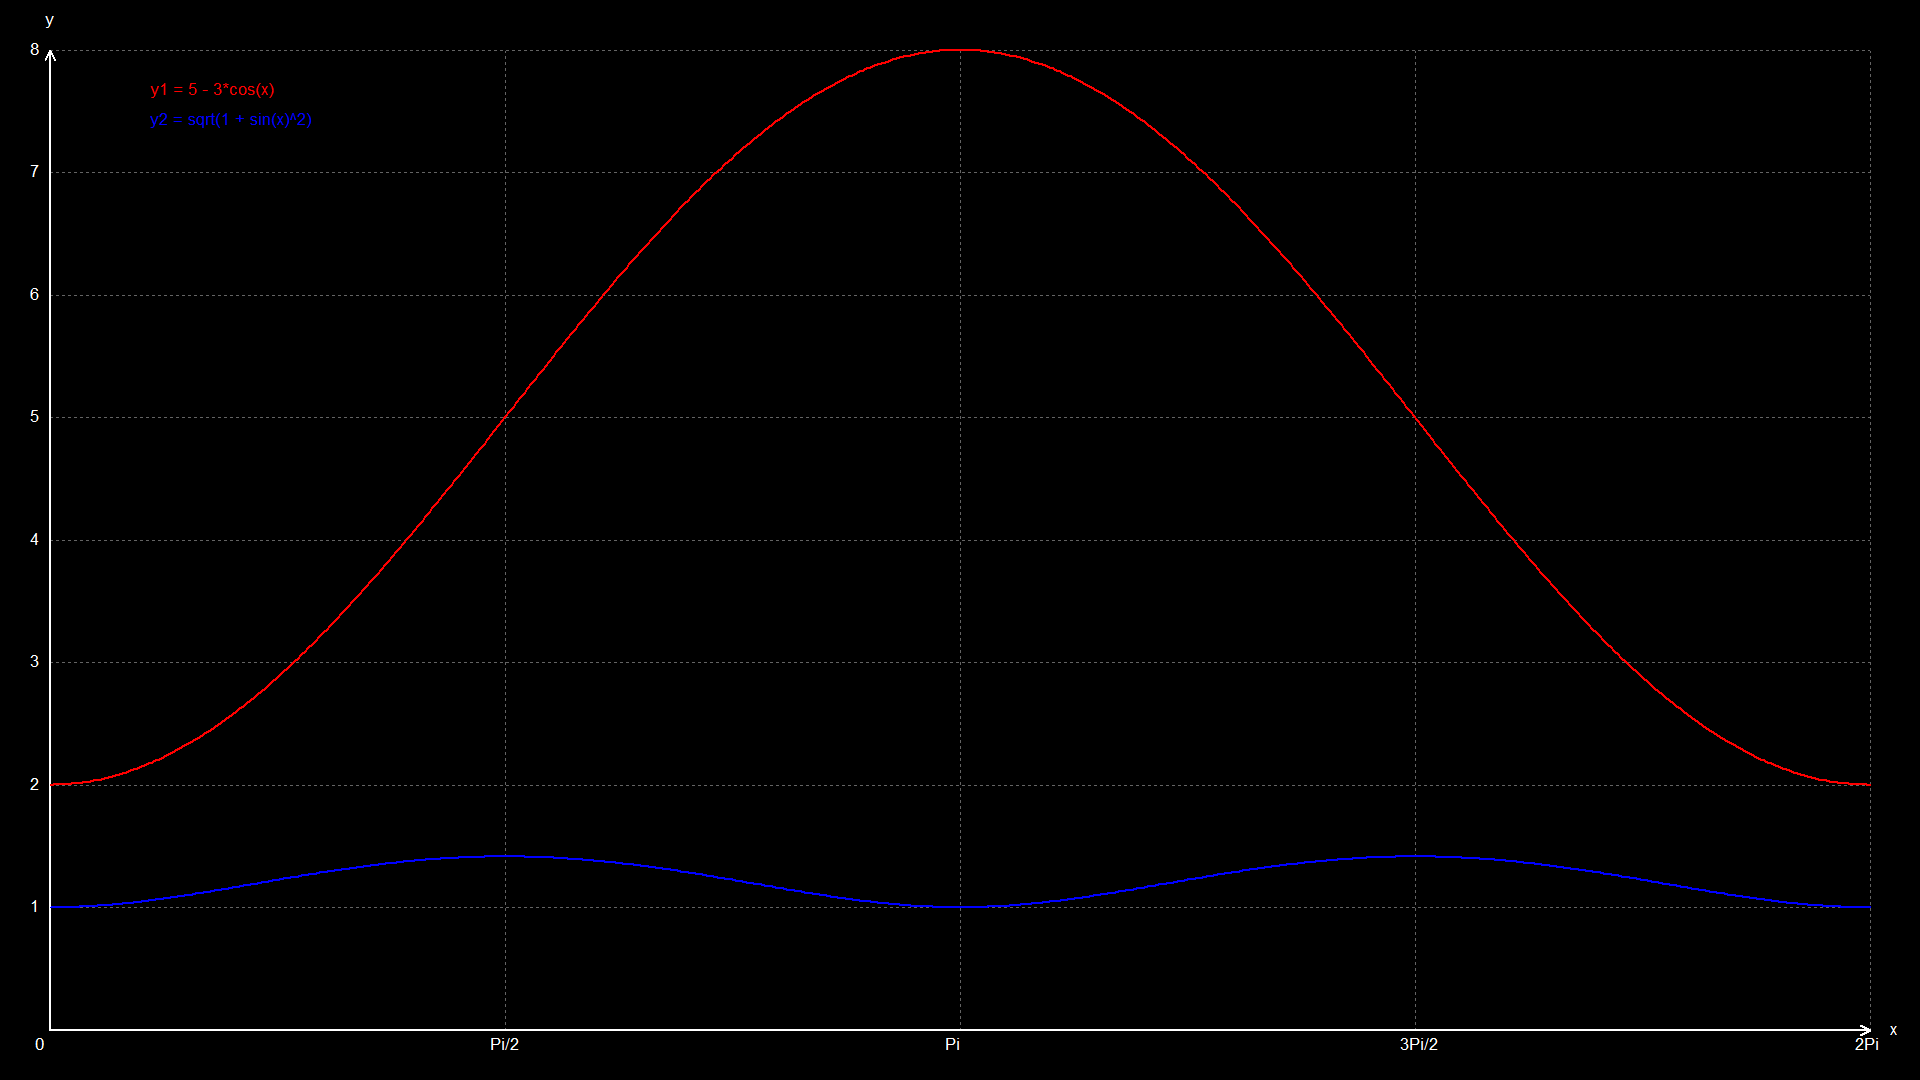 y
8
y1 = 5 - 3*cos(x)
y2 = sqrt(1 + sin(x)^2)
7
6
5
4
3
2
1
x
0 Pi/2 Pi 3Pi/2 2Pi